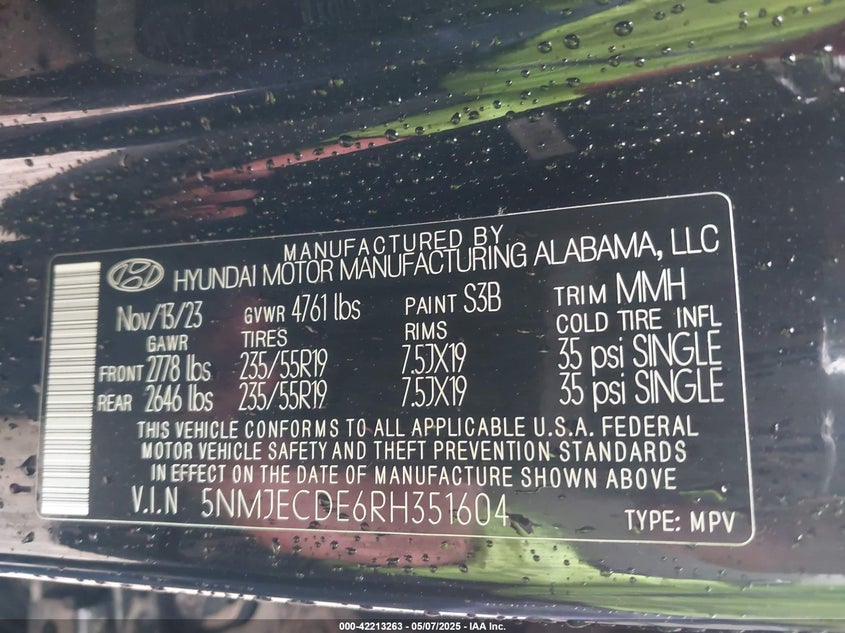 MANUFACTURED BY
HYUNDAI MOTOR MANUFACTURING ALABAMA, LLC
Nov/13/23 GVWR 4761 lbs PAINT S3B TRIM MMH
GAWR TIRES RIMS COLD TIRE INFL
FRONT 2778 lbs 235/55R19 7.5JX19 35 psi SINGLE
REAR 2646 lbs 235/55R19 7.5JX19 35 psi SINGLE
THIS VEHICLE CONFORMS TO ALL APPLICABLE U.S.A. FEDERAL
MOTOR VEHICLE SAFETY AND THEFT PREVENTION STANDARDS
IN EFFECT ON THE DATE OF MANUFACTURE SHOWN ABOVE
V.I.N 5NMJECDE6RH351604 TYPE: MPV
000-42213263 - 05/07/2025 - IAA Inc.